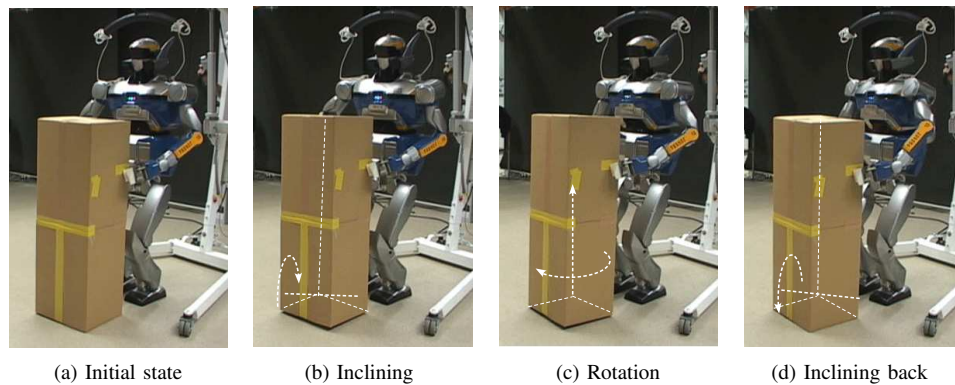 (a) Initial state
(b) Inclining
(c) Rotation
(d) Inclining back